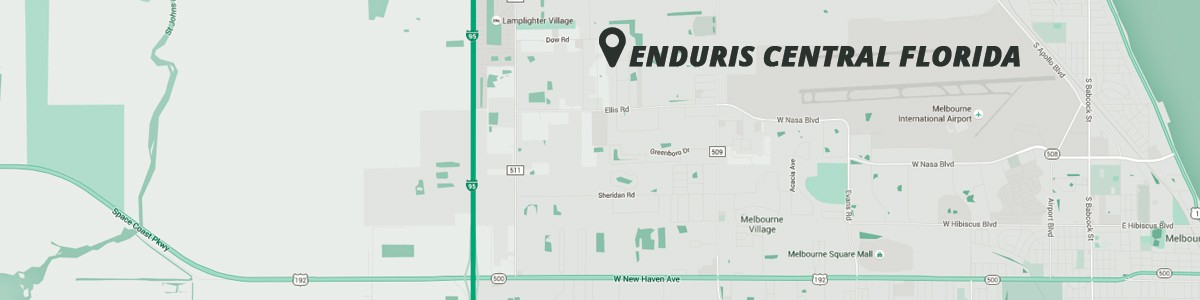 St Johns
95
Lamplighter Village
Dow Rd
ENDURIS CENTRAL FLORIDA
S Apollo Blvd
S Babcock St
Ellis Rd
W Nasa Blvd
Melbourne
International Airport
Greenboro Dr
509
508
W Nasa Blvd
511
95
Acacia Ave
Sheridan Rd
Evans Rd
Airport Blvd
S Babcock St
Space Coast Pkwy
Melbourne
Village
W Hibiscus Blvd
E Hibiscus Blvd
1
Melbou
Melbourne Square Mall
192
500
W New Haven Ave
192
500
500